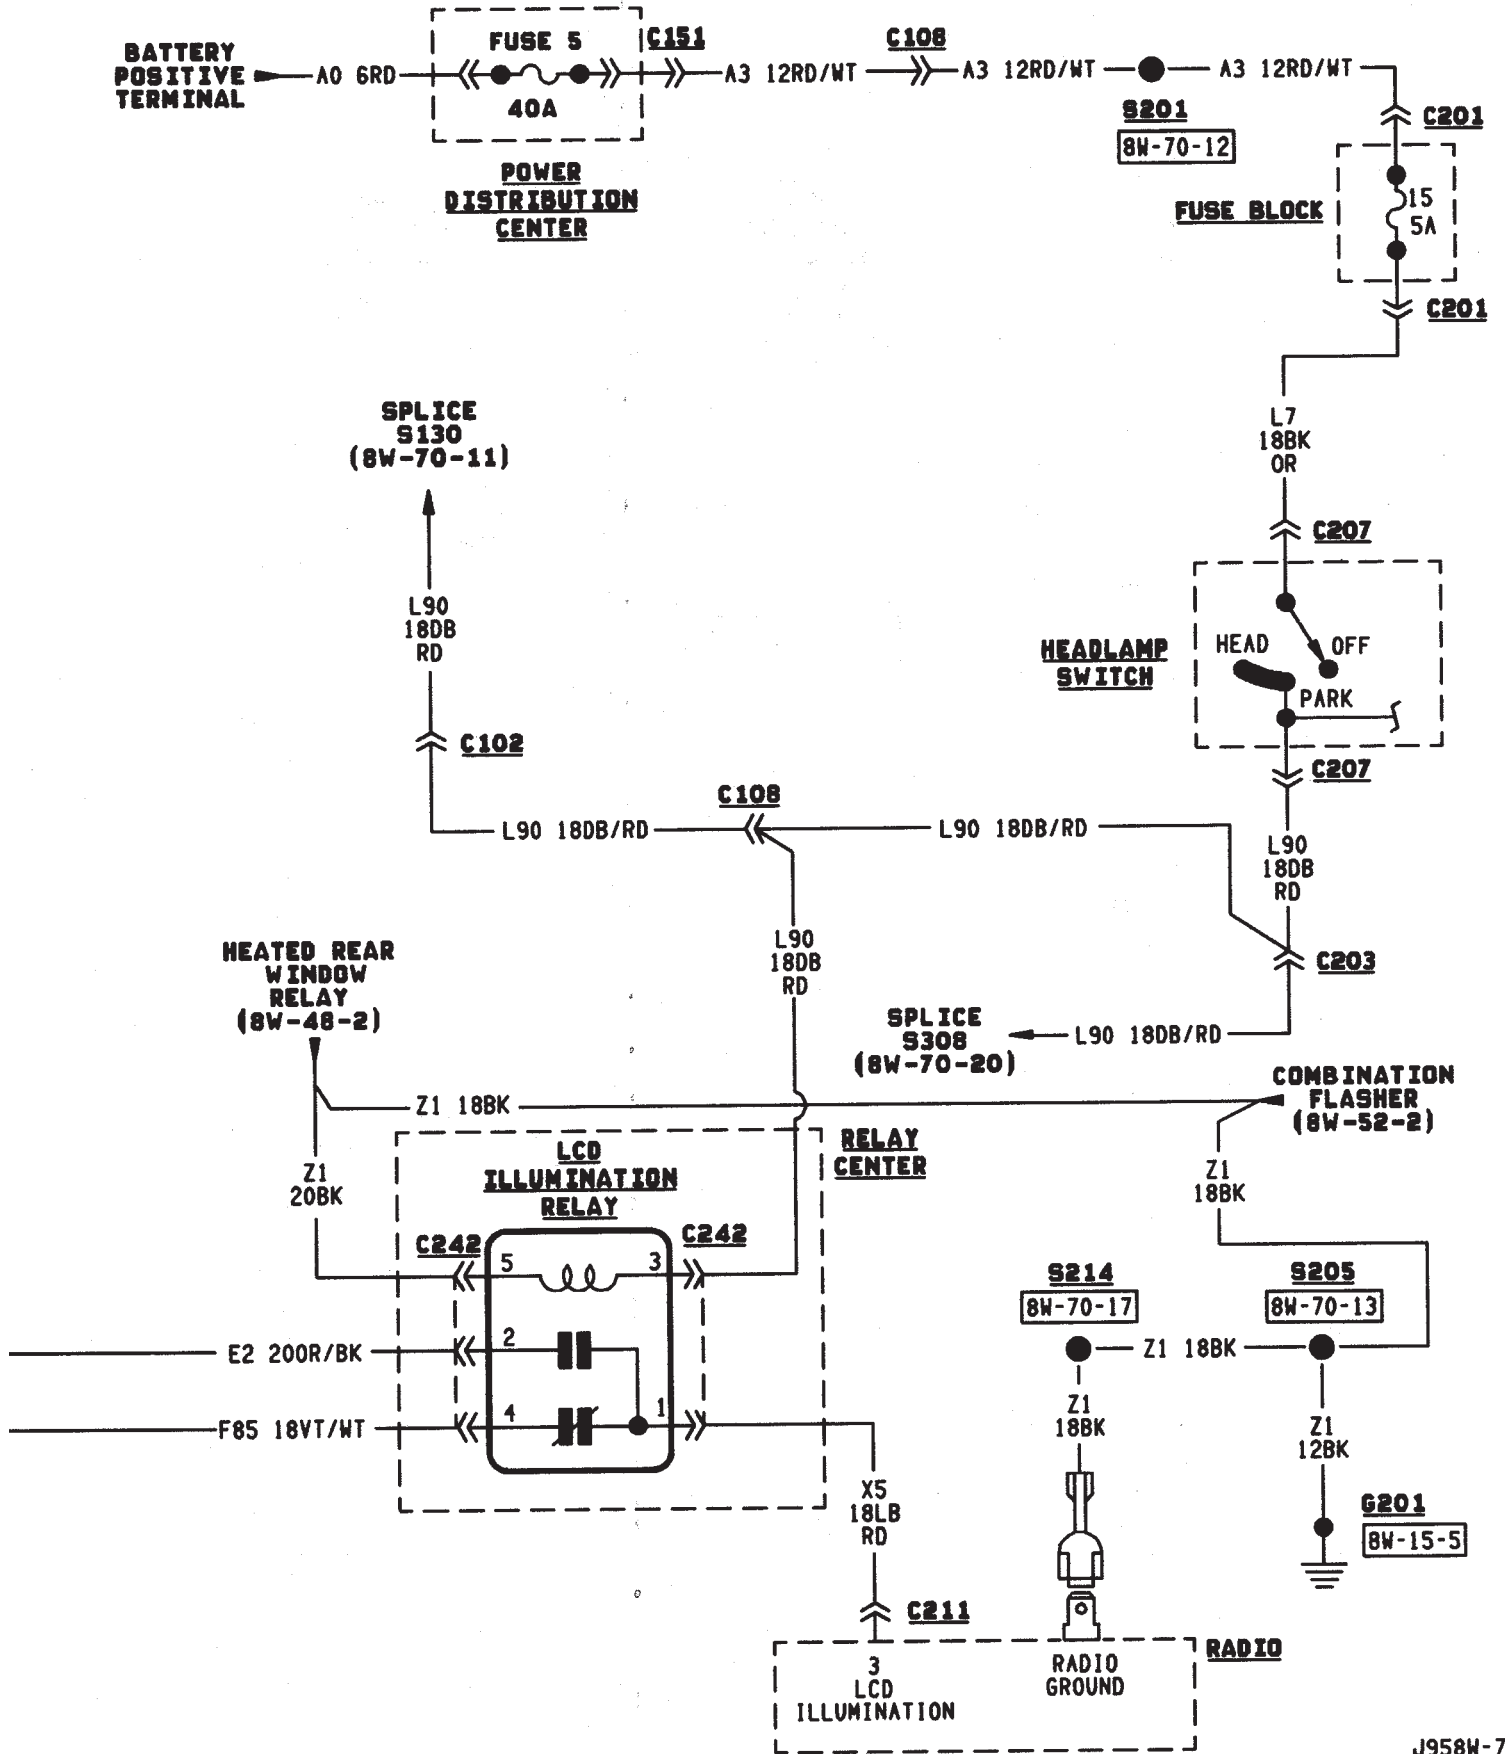 BATTERY
POSITIVE
TERMINAL
A0 6RD
FUSE 5
40A
C151
A3 12RD/WT
C108
A3 12RD/WT
A3 12RD/WT
S201
8W-70-12
C201
POWER
DISTRIBUTION
CENTER
FUSE BLOCK
15
5A
C201
SPLICE
S130
(8W-70-11)
L7
18BK
OR
C207
L90
18DB
RD
HEADLAMP
SWITCH
HEAD
OFF
PARK
C102
C207
C108
L90 18DB/RD
L90 18DB/RD
L90
18DB
RD
L90
18DB
RD
C203
HEATED REAR
WINDOW
RELAY
(8W-48-2)
SPLICE
S308
(8W-70-20)
L90 18DB/RD
COMBINATION
FLASHER
(8W-52-2)
Z1 18BK
RELAY
CENTER
LCD
ILLUMINATION
RELAY
Z1
20BK
Z1
18BK
C242
C242
5
3
S214
8W-70-17
S205
8W-70-13
E2 20OR/BK
2
Z1 18BK
F85 18VT/WT
4
1
Z1
18BK
Z1
12BK
X5
18LB
RD
G201
8W-15-5
C211
RADIO
3
LCD
ILLUMINATION
RADIO
GROUND
J958W-7